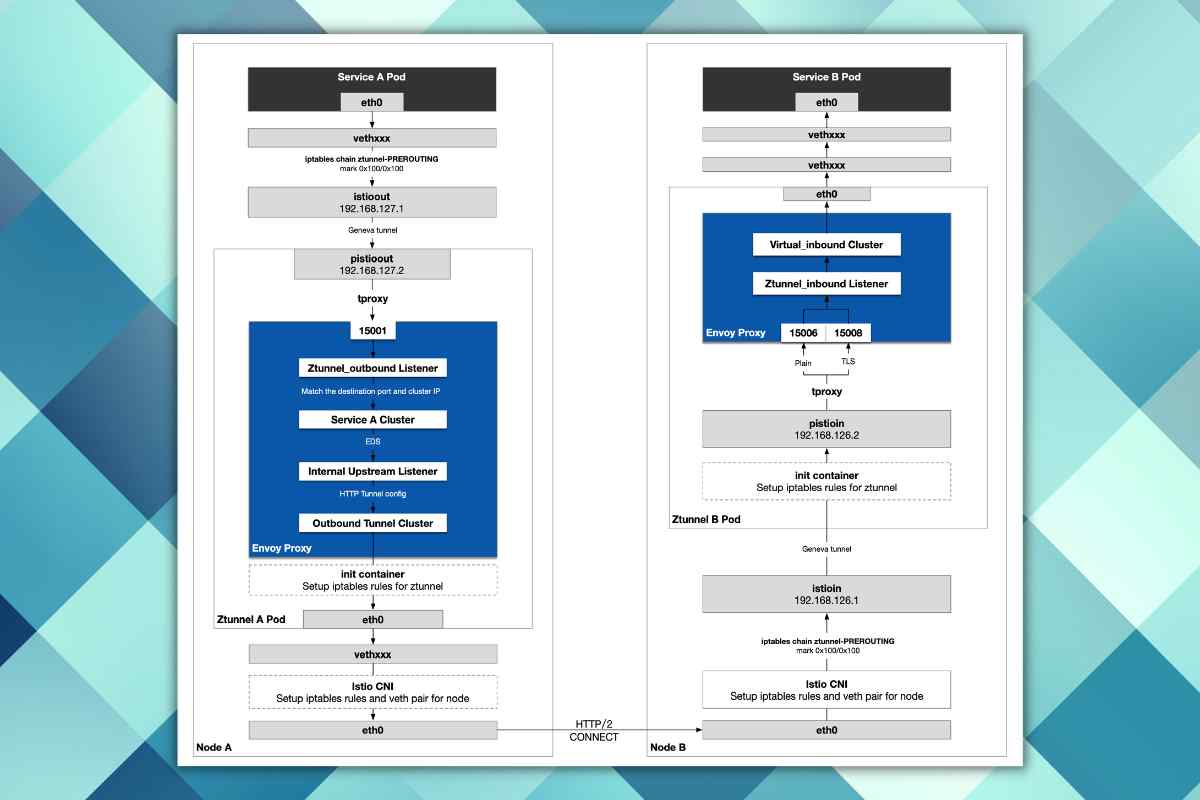 Service A Pod
eth0
vethxxx
iptables chain ztunnel-PREROUTING
mark 0x100/0x100
istioout
192.168.127.1
Geneva tunnel
pistioout
192.168.127.2
tproxy
15001
Ztunnel_outbound Listener
Match the destination port and cluster IP
Service A Cluster
EDS
Internal Upstream Listener
HTTP Tunnel config
Outbound Tunnel Cluster
Envoy Proxy
init container
Setup iptables rules for ztunnel
Ztunnel A Pod
eth0
vethxxx
Istio CNI
Setup iptables rules and veth pair for node
eth0
Node A
HTTP/2
CONNECT
Service B Pod
eth0
vethxxx
vethxxx
eth0
Virtual_inbound Cluster
Ztunnel_inbound Listener
Envoy Proxy
15006
15008
Plain
TLS
tproxy
pistioin
192.168.126.2
init container
Setup iptables rules for ztunnel
Ztunnel B Pod
Geneva tunnel
istioin
192.168.126.1
iptables chain ztunnel-PREROUTING
mark 0x100/0x100
Istio CNI
Setup iptables rules and veth pair for node
eth0
Node B